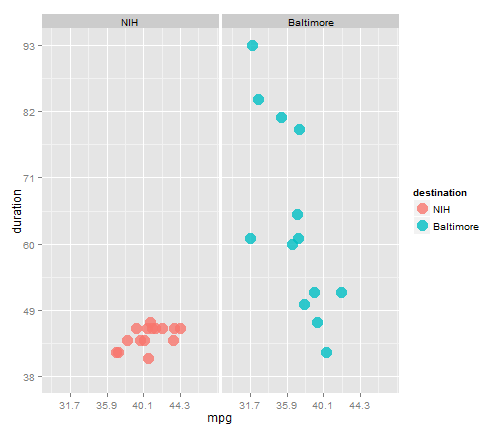 NIH Baltimore
93
82
71
60
49
38
duration
31.7 35.9 40.1 44.3 31.7 35.9 40.1 44.3
mpg
destination
NIH
Baltimore